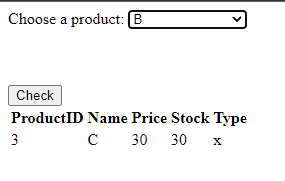 Choose a product: B
Check
ProductID Name Price Stock Type
3 C 30 30 x